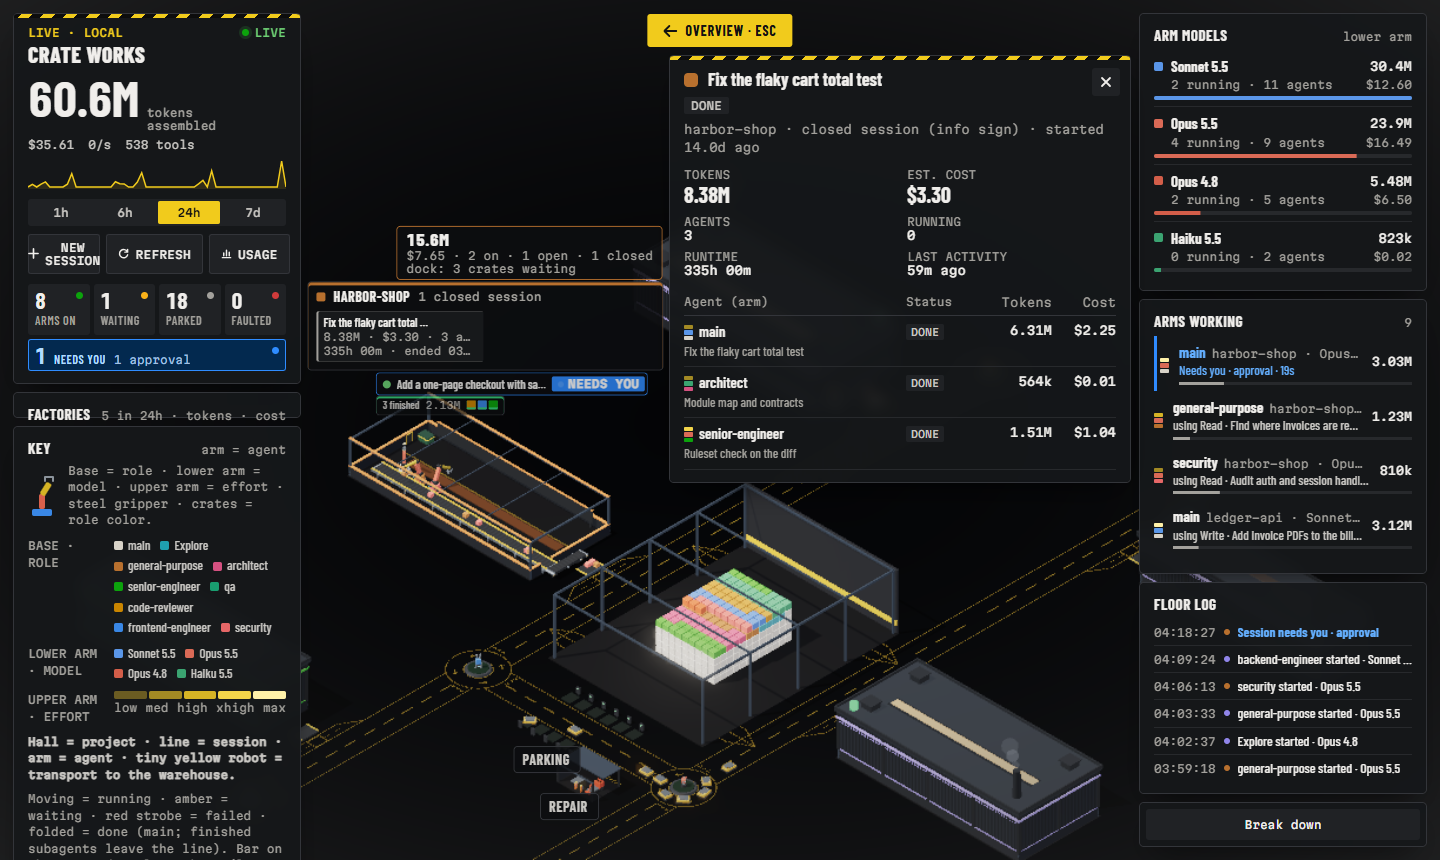 LIVE · LOCAL
LIVE
CRATE WORKS
60.6M tokens assembled
$35.61 0/s 538 tools
1h 6h 24h 7d
+ NEW SESSION
REFRESH
USAGE
8 ARMS ON
1 WAITING
18 PARKED
0 FAULTED
1 NEEDS YOU 1 approval
FACTORIES 5 in 24h · tokens · cost
KEY arm = agent
Base = role · lower arm =
model · upper arm = effort ·
steel gripper · crates =
role color.
BASE · ROLE
main Explore
general-purpose architect
senior-engineer qa
code-reviewer
frontend-engineer security
LOWER ARM · MODEL
Sonnet 5.5 Opus 5.5
Opus 4.8 Haiku 5.5
UPPER ARM · EFFORT
low med high xhigh max
Hall = project · line = session ·
arm = agent · tiny yellow robot =
transport to the warehouse.
Moving = running · amber =
waiting · red strobe = failed ·
folded = done (main; finished
subagents leave the line). Bar on
← OVERVIEW · ESC
15.6M
$7.65 · 2 on · 1 open · 1 closed
dock: 3 crates waiting
HARBOR-SHOP 1 closed session
Fix the flaky cart total ...
8.38M · $3.30 · 3 a…
335h 00m · ended 03…
Add a one-page checkout with sa... NEEDS YOU
3 finished 2.13M
PARKING
REPAIR
Fix the flaky cart total test
DONE
harbor-shop · closed session (info sign) · started
14.0d ago
TOKENS
8.38M
EST. COST
$3.30
AGENTS
3
RUNNING
0
RUNTIME
335h 00m
LAST ACTIVITY
59m ago
Agent (arm) Status Tokens Cost
main DONE 6.31M $2.25
Fix the flaky cart total test
architect DONE 564k $0.01
Module map and contracts
senior-engineer DONE 1.51M $1.04
Ruleset check on the diff
ARM MODELS lower arm
Sonnet 5.5 30.4M
2 running · 11 agents $12.60
Opus 5.5 23.9M
4 running · 9 agents $16.49
Opus 4.8 5.48M
2 running · 5 agents $6.50
Haiku 5.5 823k
0 running · 2 agents $0.02
ARMS WORKING 9
main harbor-shop · Opus… 3.03M
Needs you · approval · 19s
general-purpose harbor-shop… 1.23M
using Read · Find where Invoices are re...
security harbor-shop · Opu… 810k
using Read · Audit auth and session handl...
main ledger-api · Sonnet… 3.12M
using Write · Add Invoice PDFs to the bill...
FLOOR LOG
04:18:27 Session needs you · approval
04:09:24 backend-engineer started · Sonnet ...
04:06:13 security started · Opus 5.5
04:03:33 general-purpose started · Opus 5.5
04:02:37 Explore started · Opus 4.8
03:59:18 general-purpose started · Opus 5.5
Break down